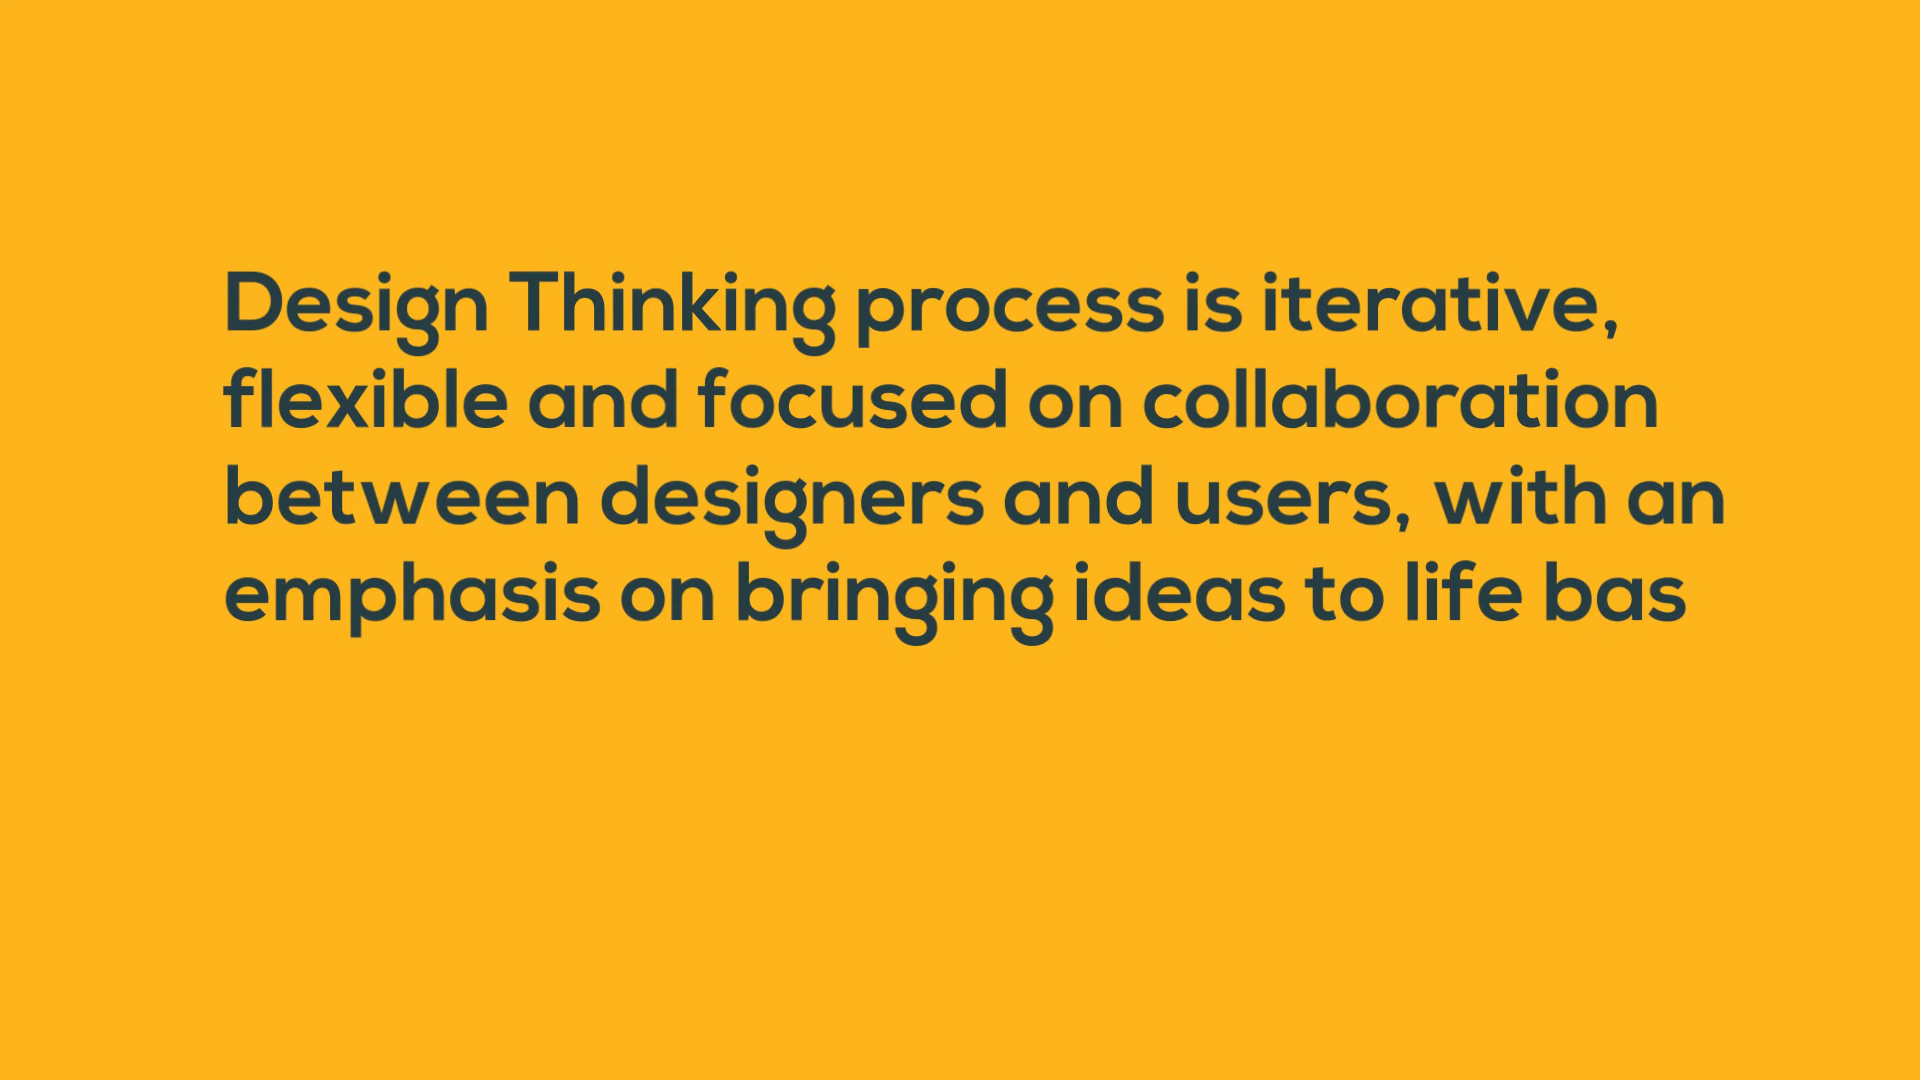 Design Thinking process is iterative,
flexible and focused on collaboration
between designers and users, with an
emphasis on bringing ideas to life bas